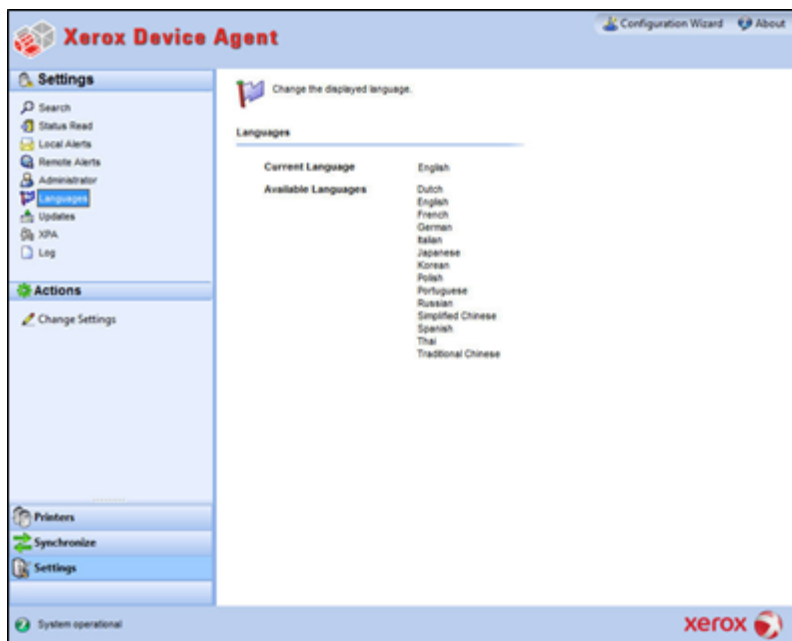 Xerox Device Agent
Configuration Wizard
About
Settings
Search
Status Read
Local Alerts
Remote Alerts
Administrator
Languages
Updates
XPA
Log
Actions
Change Settings
Printers
Synchronize
Settings
Change the displayed language.
Languages
Current Language English
Available Languages Dutch
English
French
German
Italian
Japanese
Korean
Polish
Portuguese
Russian
Simplified Chinese
Spanish
Thai
Traditional Chinese
System operational
xerox